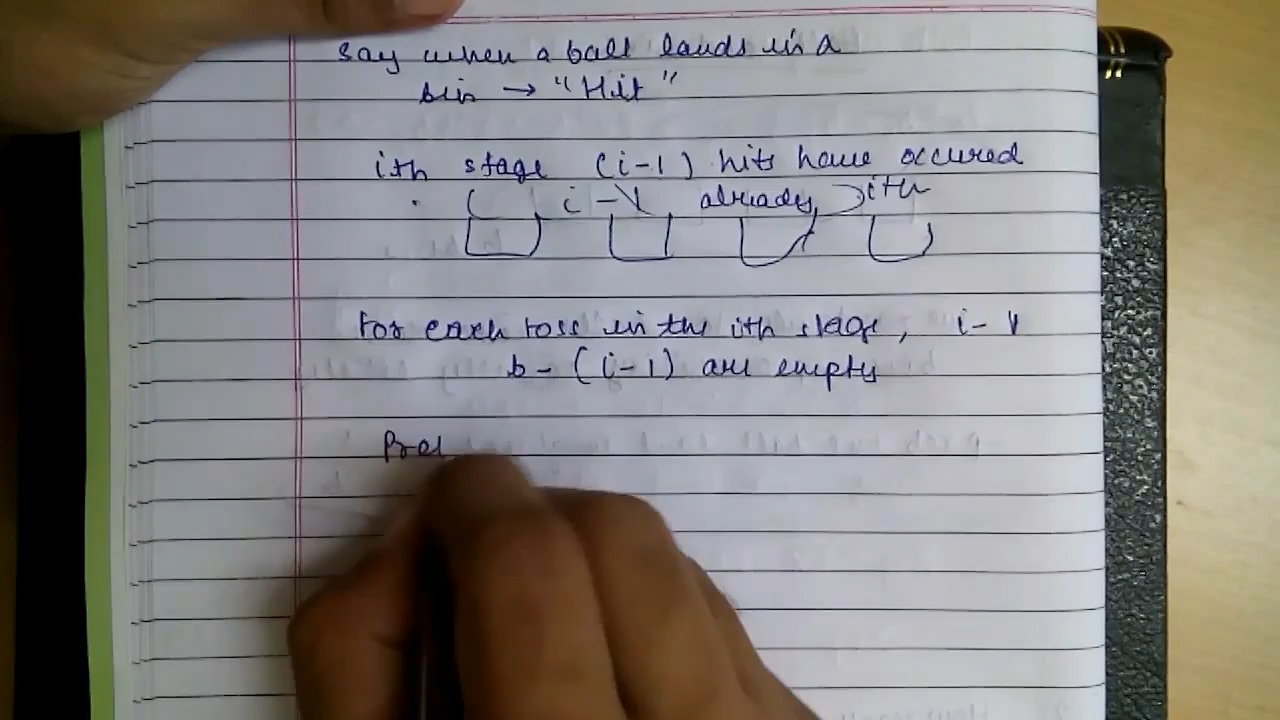 say when a ball lands in a
bin → "Hit"
ith stage (i-1) hits have occured
i-1 already ith
For each toss in the ith stage, i-1
b-(i-1) are empty